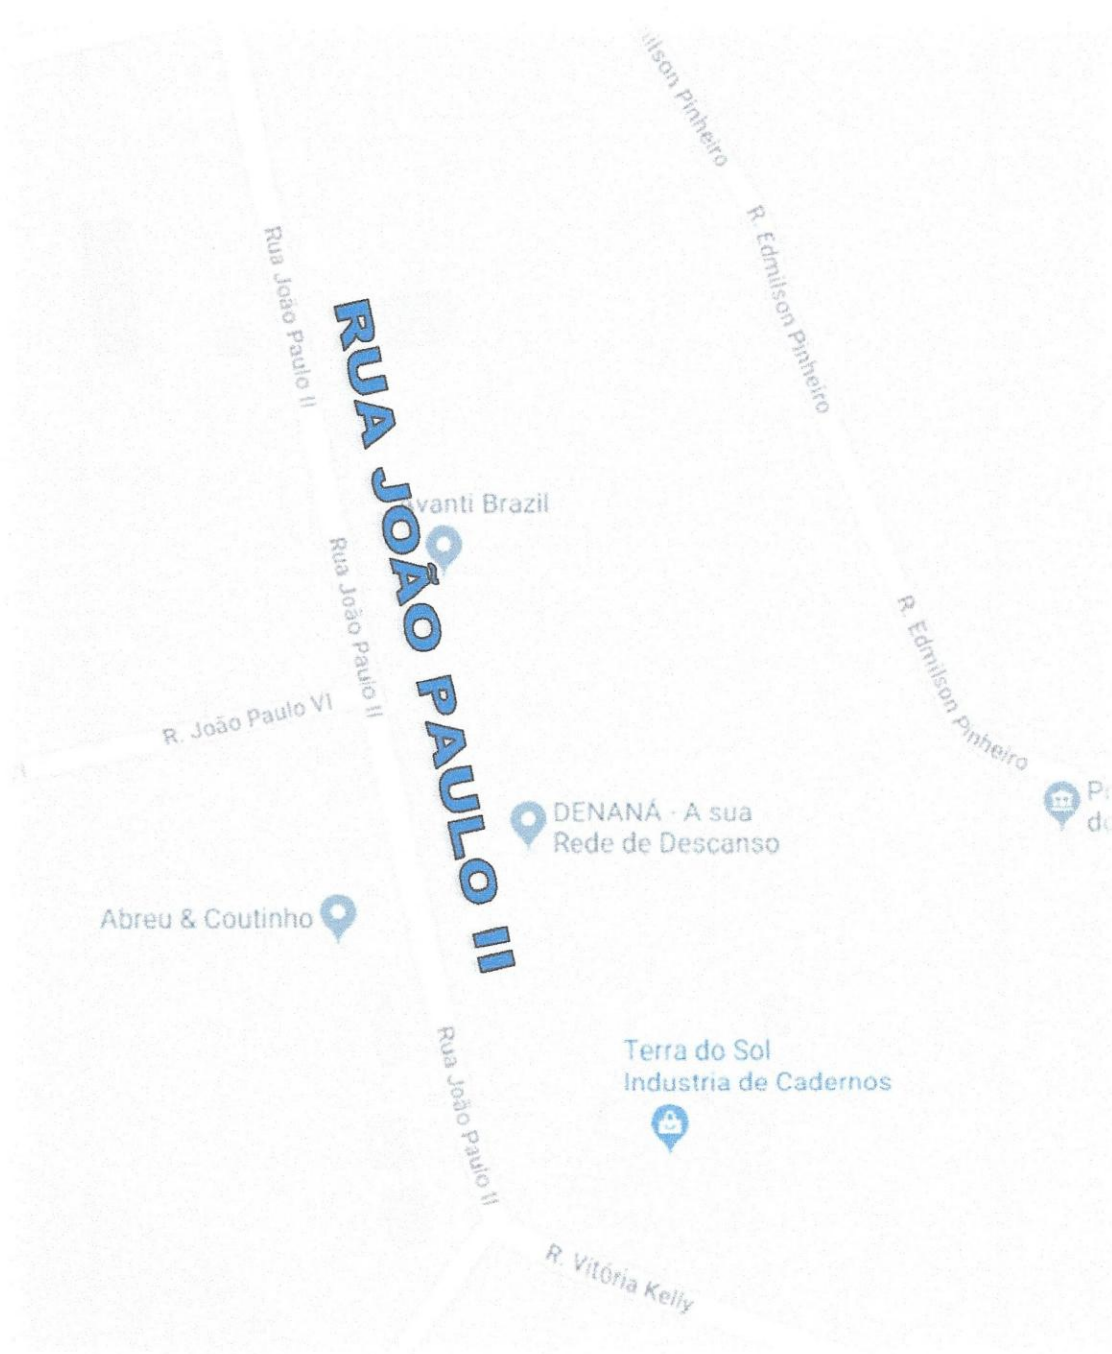 ilson Pinheiro
R. Edmilson Pinheiro
Rua João Paulo II
RUA JOÃO PAULO II
vanti Brazil
Rua João Paulo II
R. Edmilson Pinheiro
R. João Paulo VI
DENANÁ - A sua
Rede de Descanso
Abreu & Coutinho
Terra do Sol
Industria de Cadernos
Rua João Paulo II
R. Vitória Kelly